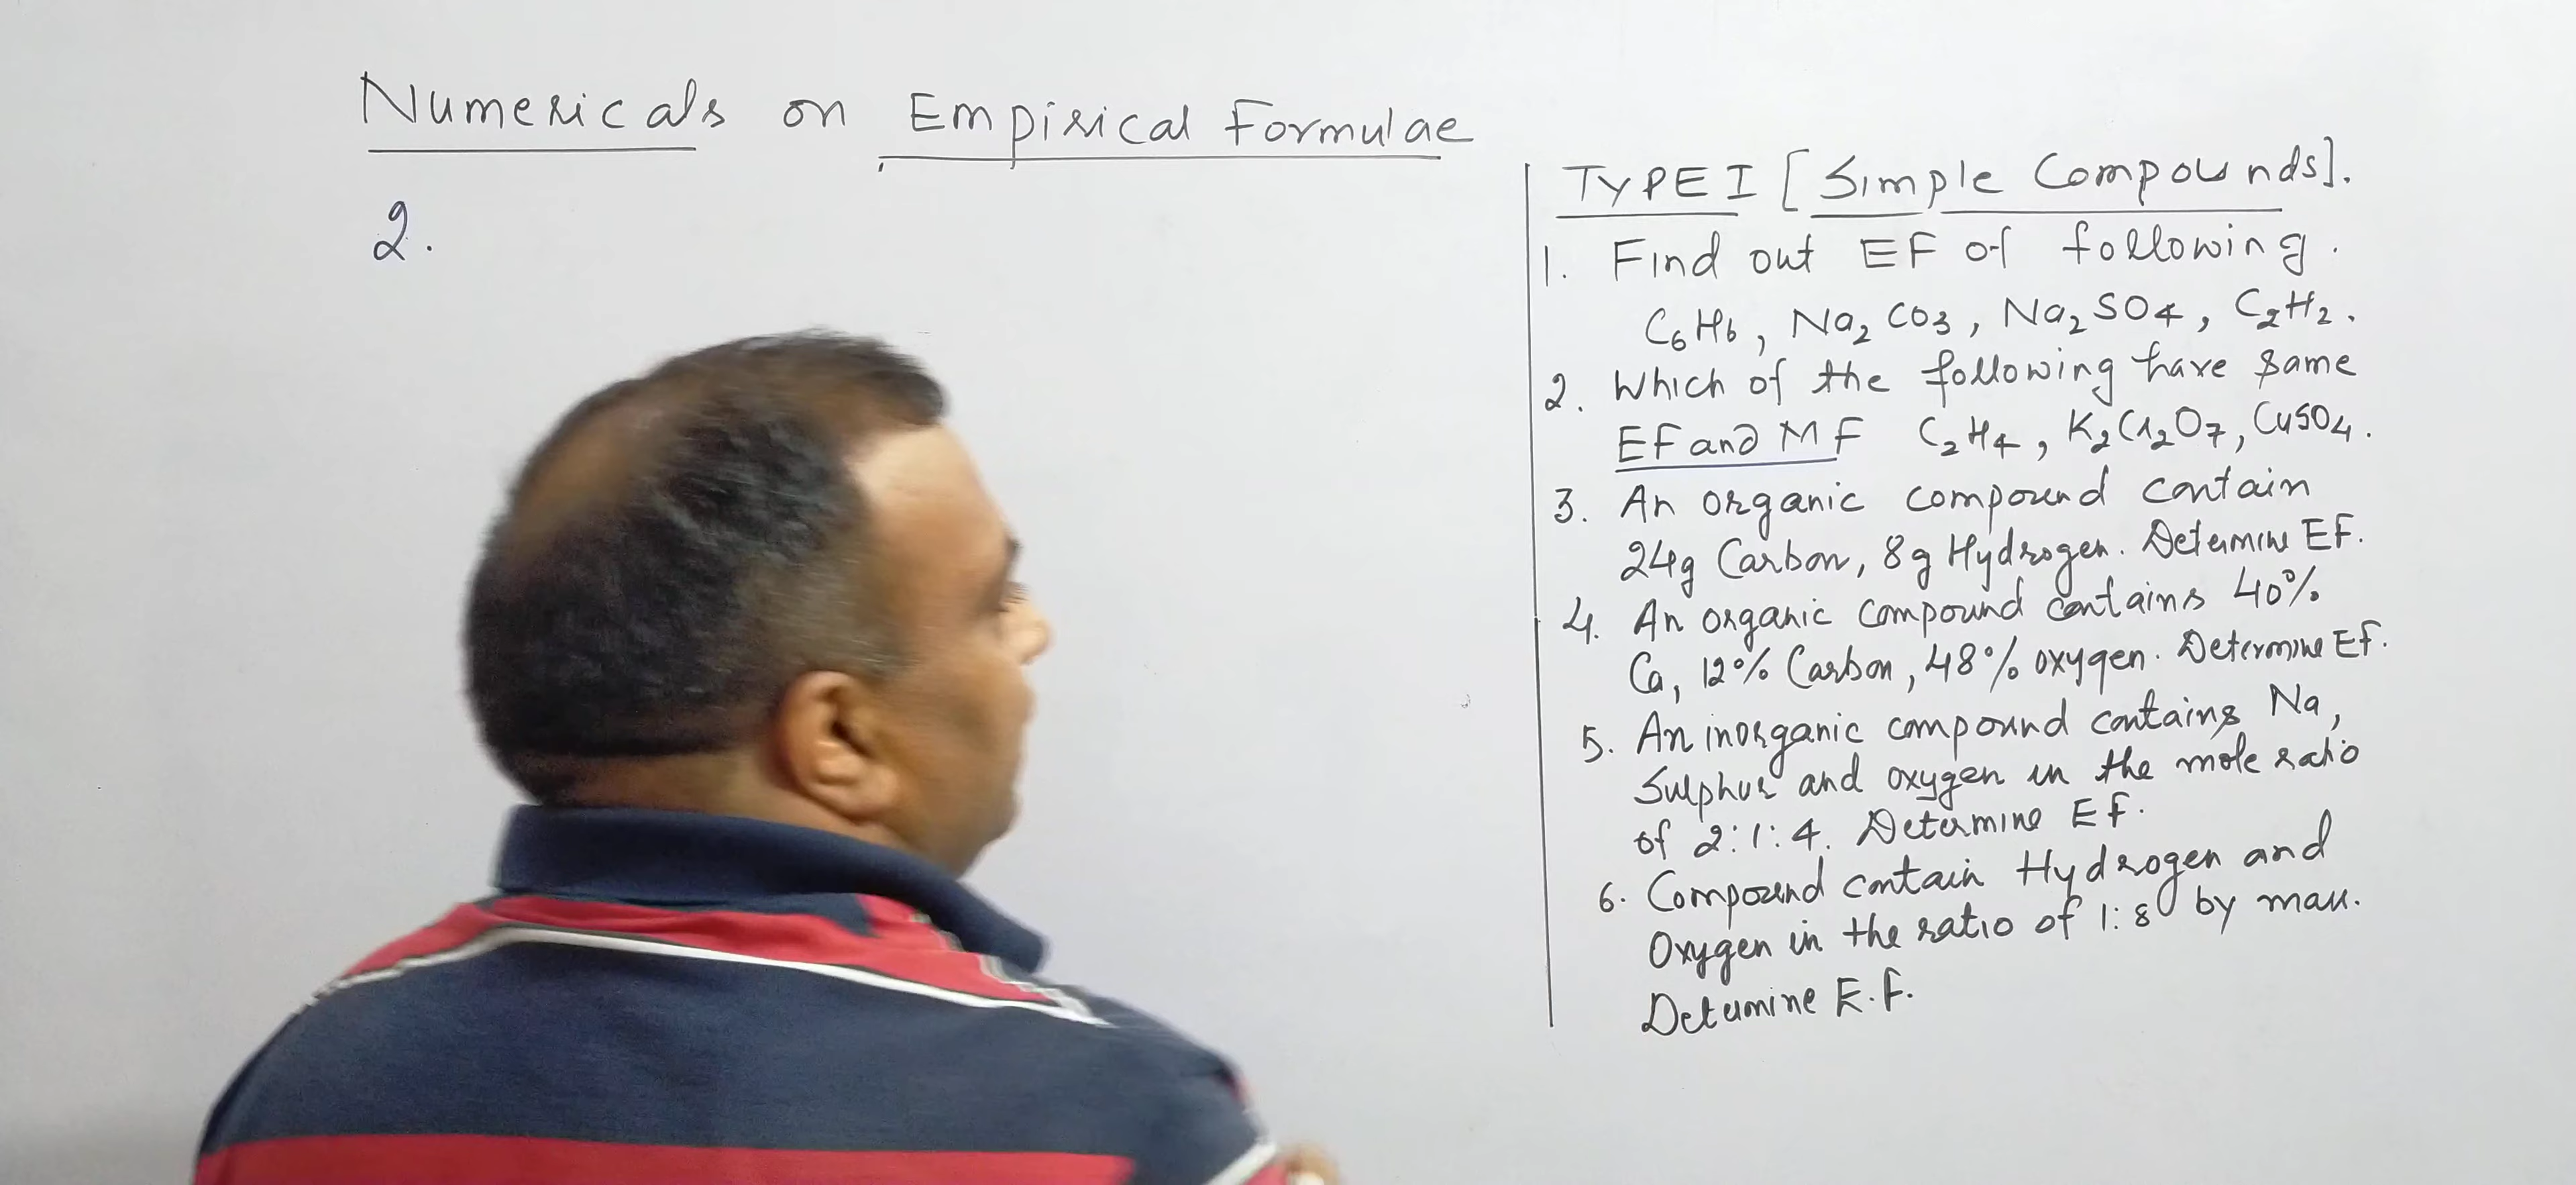 Numericals on Empirical Formulae
2.
TYPE I [Simple Compounds].
1. Find out EF of following.
C₆H₆, Na₂CO₃, Na₂SO₄, C₂H₂.
2. Which of the following have same
EF and MF C₂H₄, K₂Cr₂O₇, CuSO₄.
3. An organic compound contain
24g Carbon, 8g Hydrogen. Determine EF.
4. An organic compound contains 40%
Ca, 12% Carbon, 48% oxygen. Determine EF.
5. An inorganic compound contains Na,
Sulphur and oxygen in the mole ratio
of 2:1:4. Determine EF.
6. Compound contain Hydrogen and
Oxygen in the ratio of 1:8 by mass.
Determine E.F.